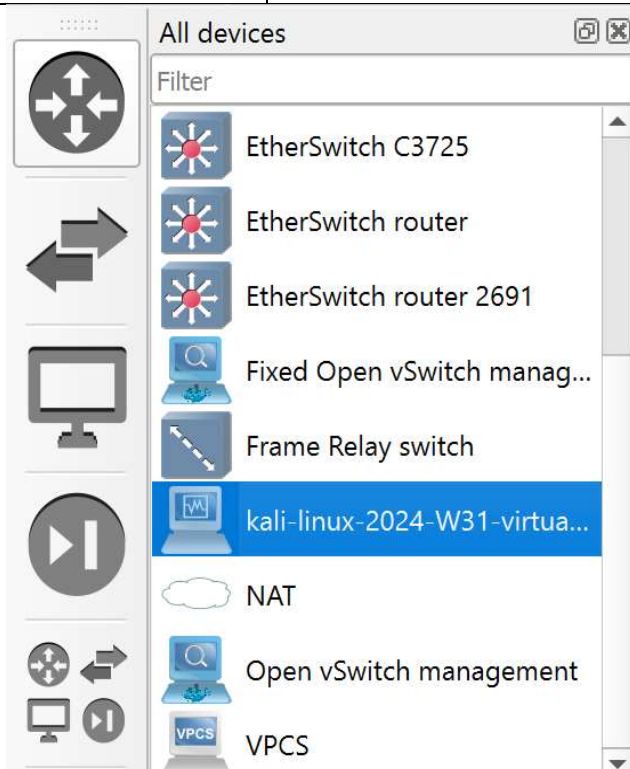 All devices
Filter
EtherSwitch C3725
EtherSwitch router
EtherSwitch router 2691
Fixed Open vSwitch manag...
Frame Relay switch
kali-linux-2024-W31-virtua...
NAT
Open vSwitch management
VPCS
VPCS